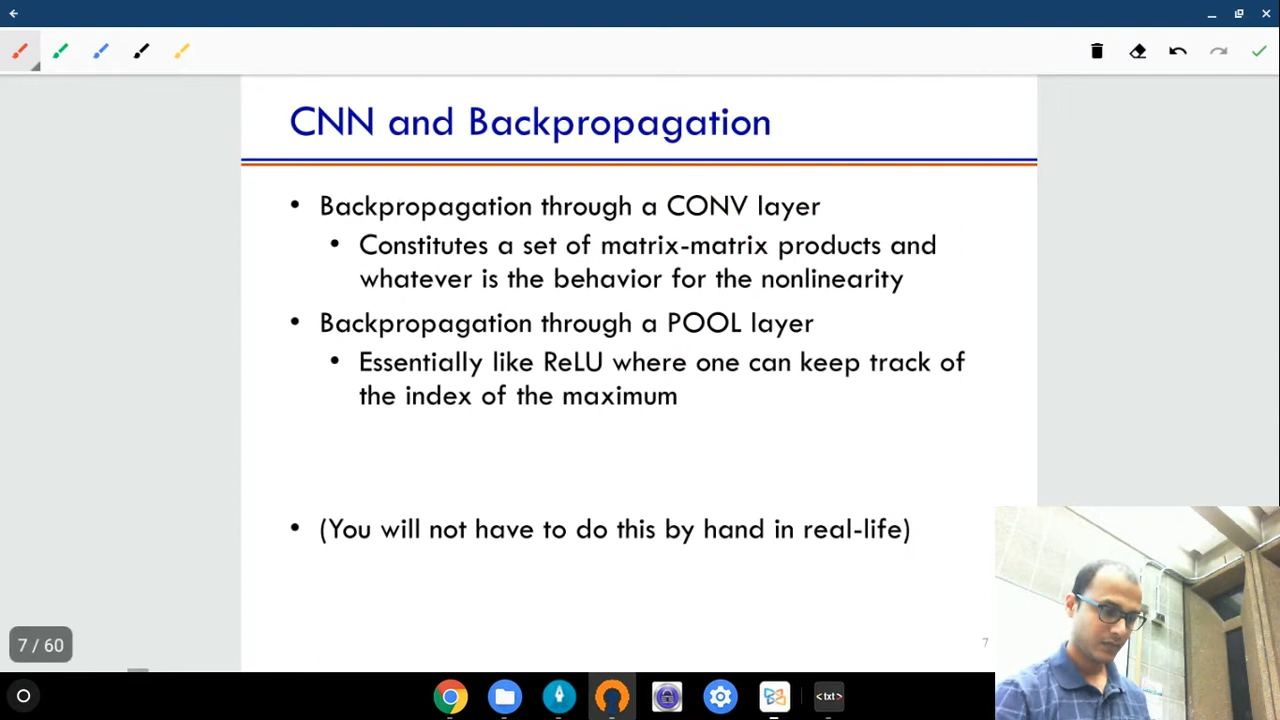 CNN and Backpropagation
• Backpropagation through a CONV layer
• Constitutes a set of matrix-matrix products and
whatever is the behavior for the nonlinearity
• Backpropagation through a POOL layer
• Essentially like ReLU where one can keep track of
the index of the maximum
• (You will not have to do this by hand in real-life)
7
7 / 60
<txt>